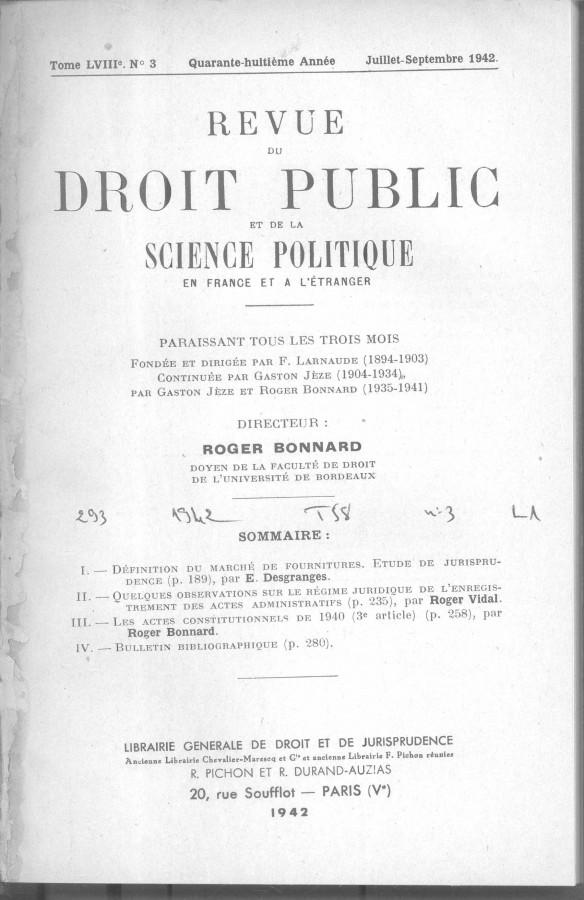 Tome LVIIIe. No 3 Quarante-huitième Année Juillet-Septembre 1942.
REVUE
DU
DROIT PUBLIC
ET DE LA
SCIENCE POLITIQUE
EN FRANCE ET A L'ÉTRANGER
PARAISSANT TOUS LES TROIS MOIS
FONDÉE ET DIRIGÉE PAR F. LARNAUDE (1894-1903)
CONTINUÉE PAR GASTON JÈZE (1904-1934),
PAR GASTON JÈZE ET ROGER BONNARD (1935-1941)
DIRECTEUR :
ROGER BONNARD
DOYEN DE LA FACULTÉ DE DROIT
DE L'UNIVERSITÉ DE BORDEAUX
293 1942 T58 n°3 L1
SOMMAIRE :
I. — DÉFINITION DU MARCHÉ DE FOURNITURES. ETUDE DE JURISPRU-
DENCE (p. 189), par E. Desgranges.
II. — QUELQUES OBSERVATIONS SUR LE RÉGIME JURIDIQUE DE L'ENREGIS-
TREMENT DES ACTES ADMINISTRATIFS (p. 235), par Roger Vidal.
III. — LES ACTES CONSTITUTIONNELS DE 1940 (3e article) (p. 258), par
Roger Bonnard.
IV. — BULLETIN BIBLIOGRAPHIQUE (p. 280).
LIBRAIRIE GENERALE DE DROIT ET DE JURISPRUDENCE
Ancienne Librairie Chevalier-Marescq et Cie et ancienne Librairie F. Pichon réunies
R. PICHON ET R. DURAND-AUZIAS
20, rue Soufflot — PARIS (Ve)
1942